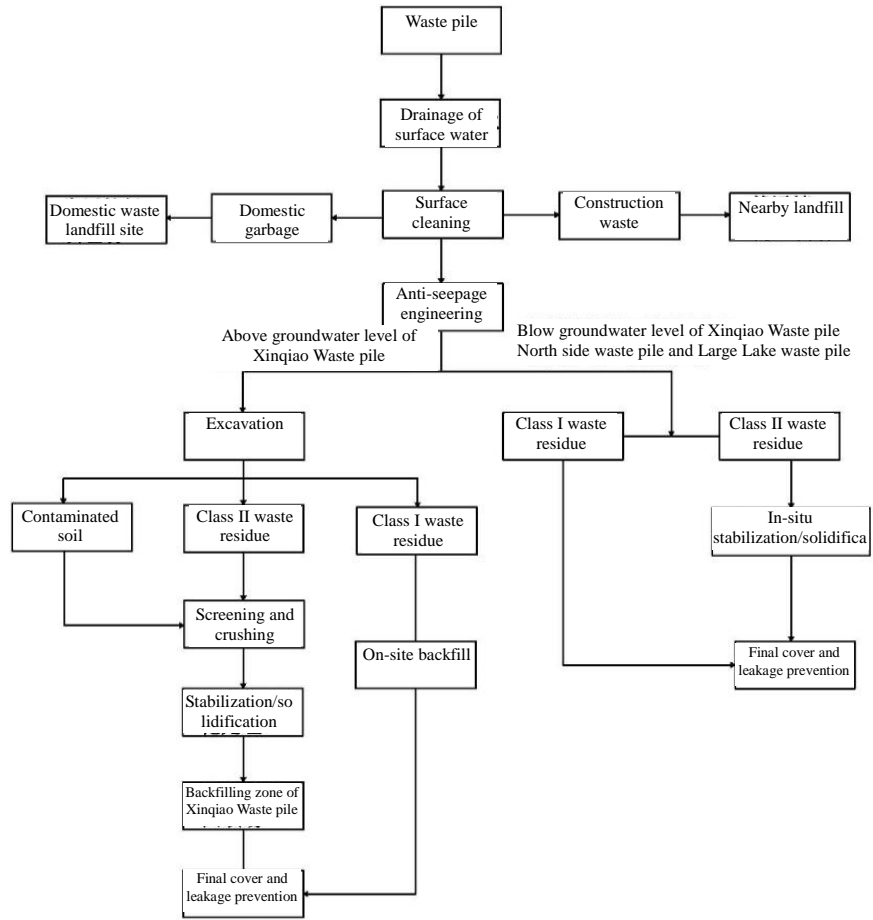 Waste pile
Drainage of
surface water
Domestic waste
landfill site
Domestic
garbage
Surface
cleaning
Construction
waste
Nearby landfill
Anti-seepage
engineering
Above groundwater level of
Xinqiao Waste pile
Blow groundwater level of Xinqiao Waste pile
North side waste pile and Large Lake waste pile
Excavation
Class I waste
residue
Class II waste
residue
Contaminated
soil
Class II waste
residue
Class I waste
residue
In-situ
stabilization/solidifica
Screening and
crushing
On-site backfill
Final cover and
leakage prevention
Stabilization/so
lidification
Backfilling zone of
Xinqiao Waste pile
Final cover and
leakage prevention